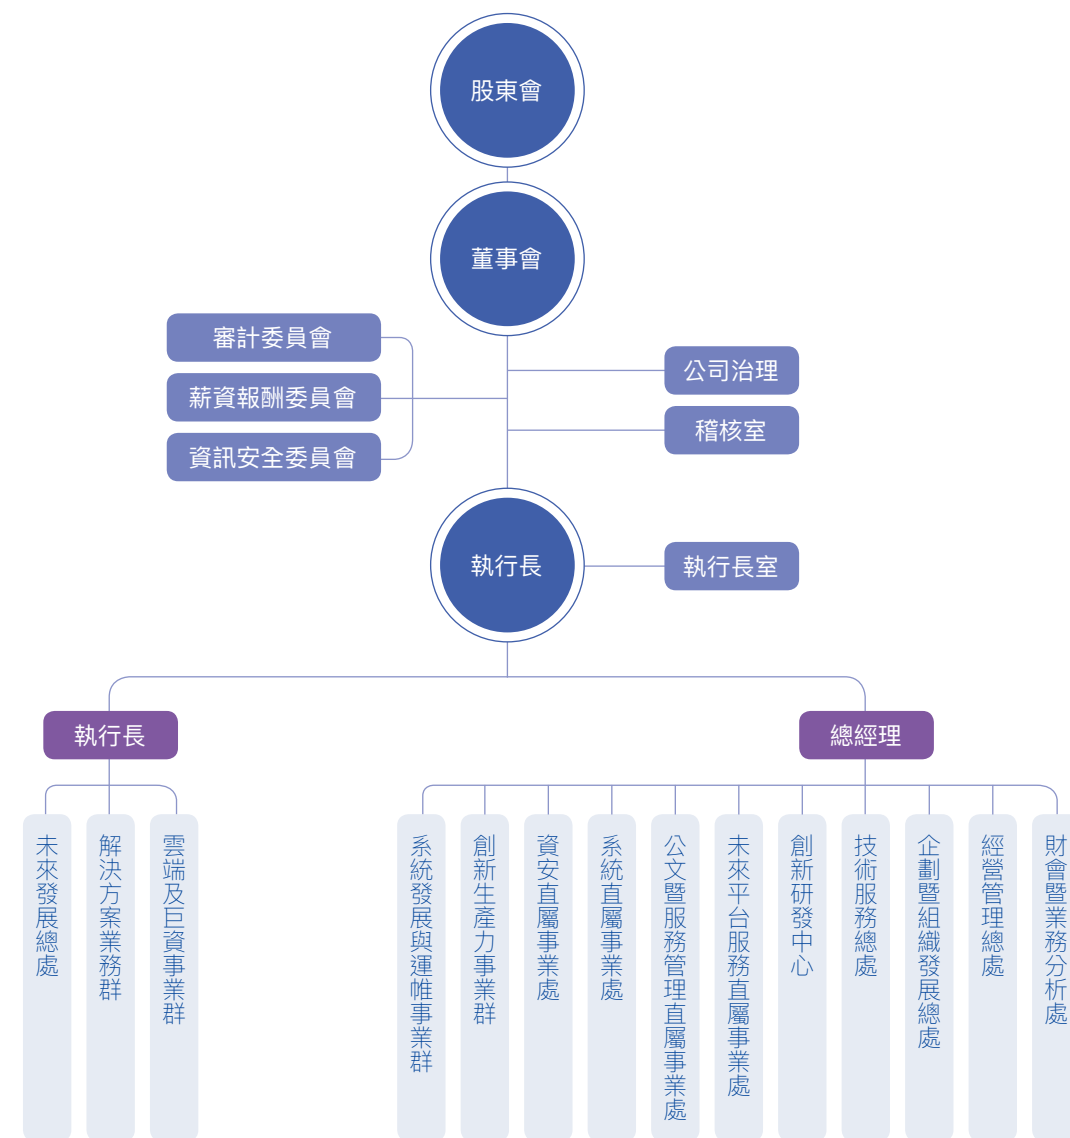 股東會
董事會
審計委員會
薪資報酬委員會
資訊安全委員會
公司治理
稽核室
執行長
執行長室
執行長
總經理
未來發展總處
解決方案業務群
雲端及巨資事業群
系統發展與運帷事業群
創新生產力事業群
資安直屬事業處
系統直屬事業處
公文暨服務管理直屬事業處
未來平台服務直屬事業處
創新研發中心
技術服務總處
企劃暨組織發展總處
經營管理總處
財會暨業務分析處